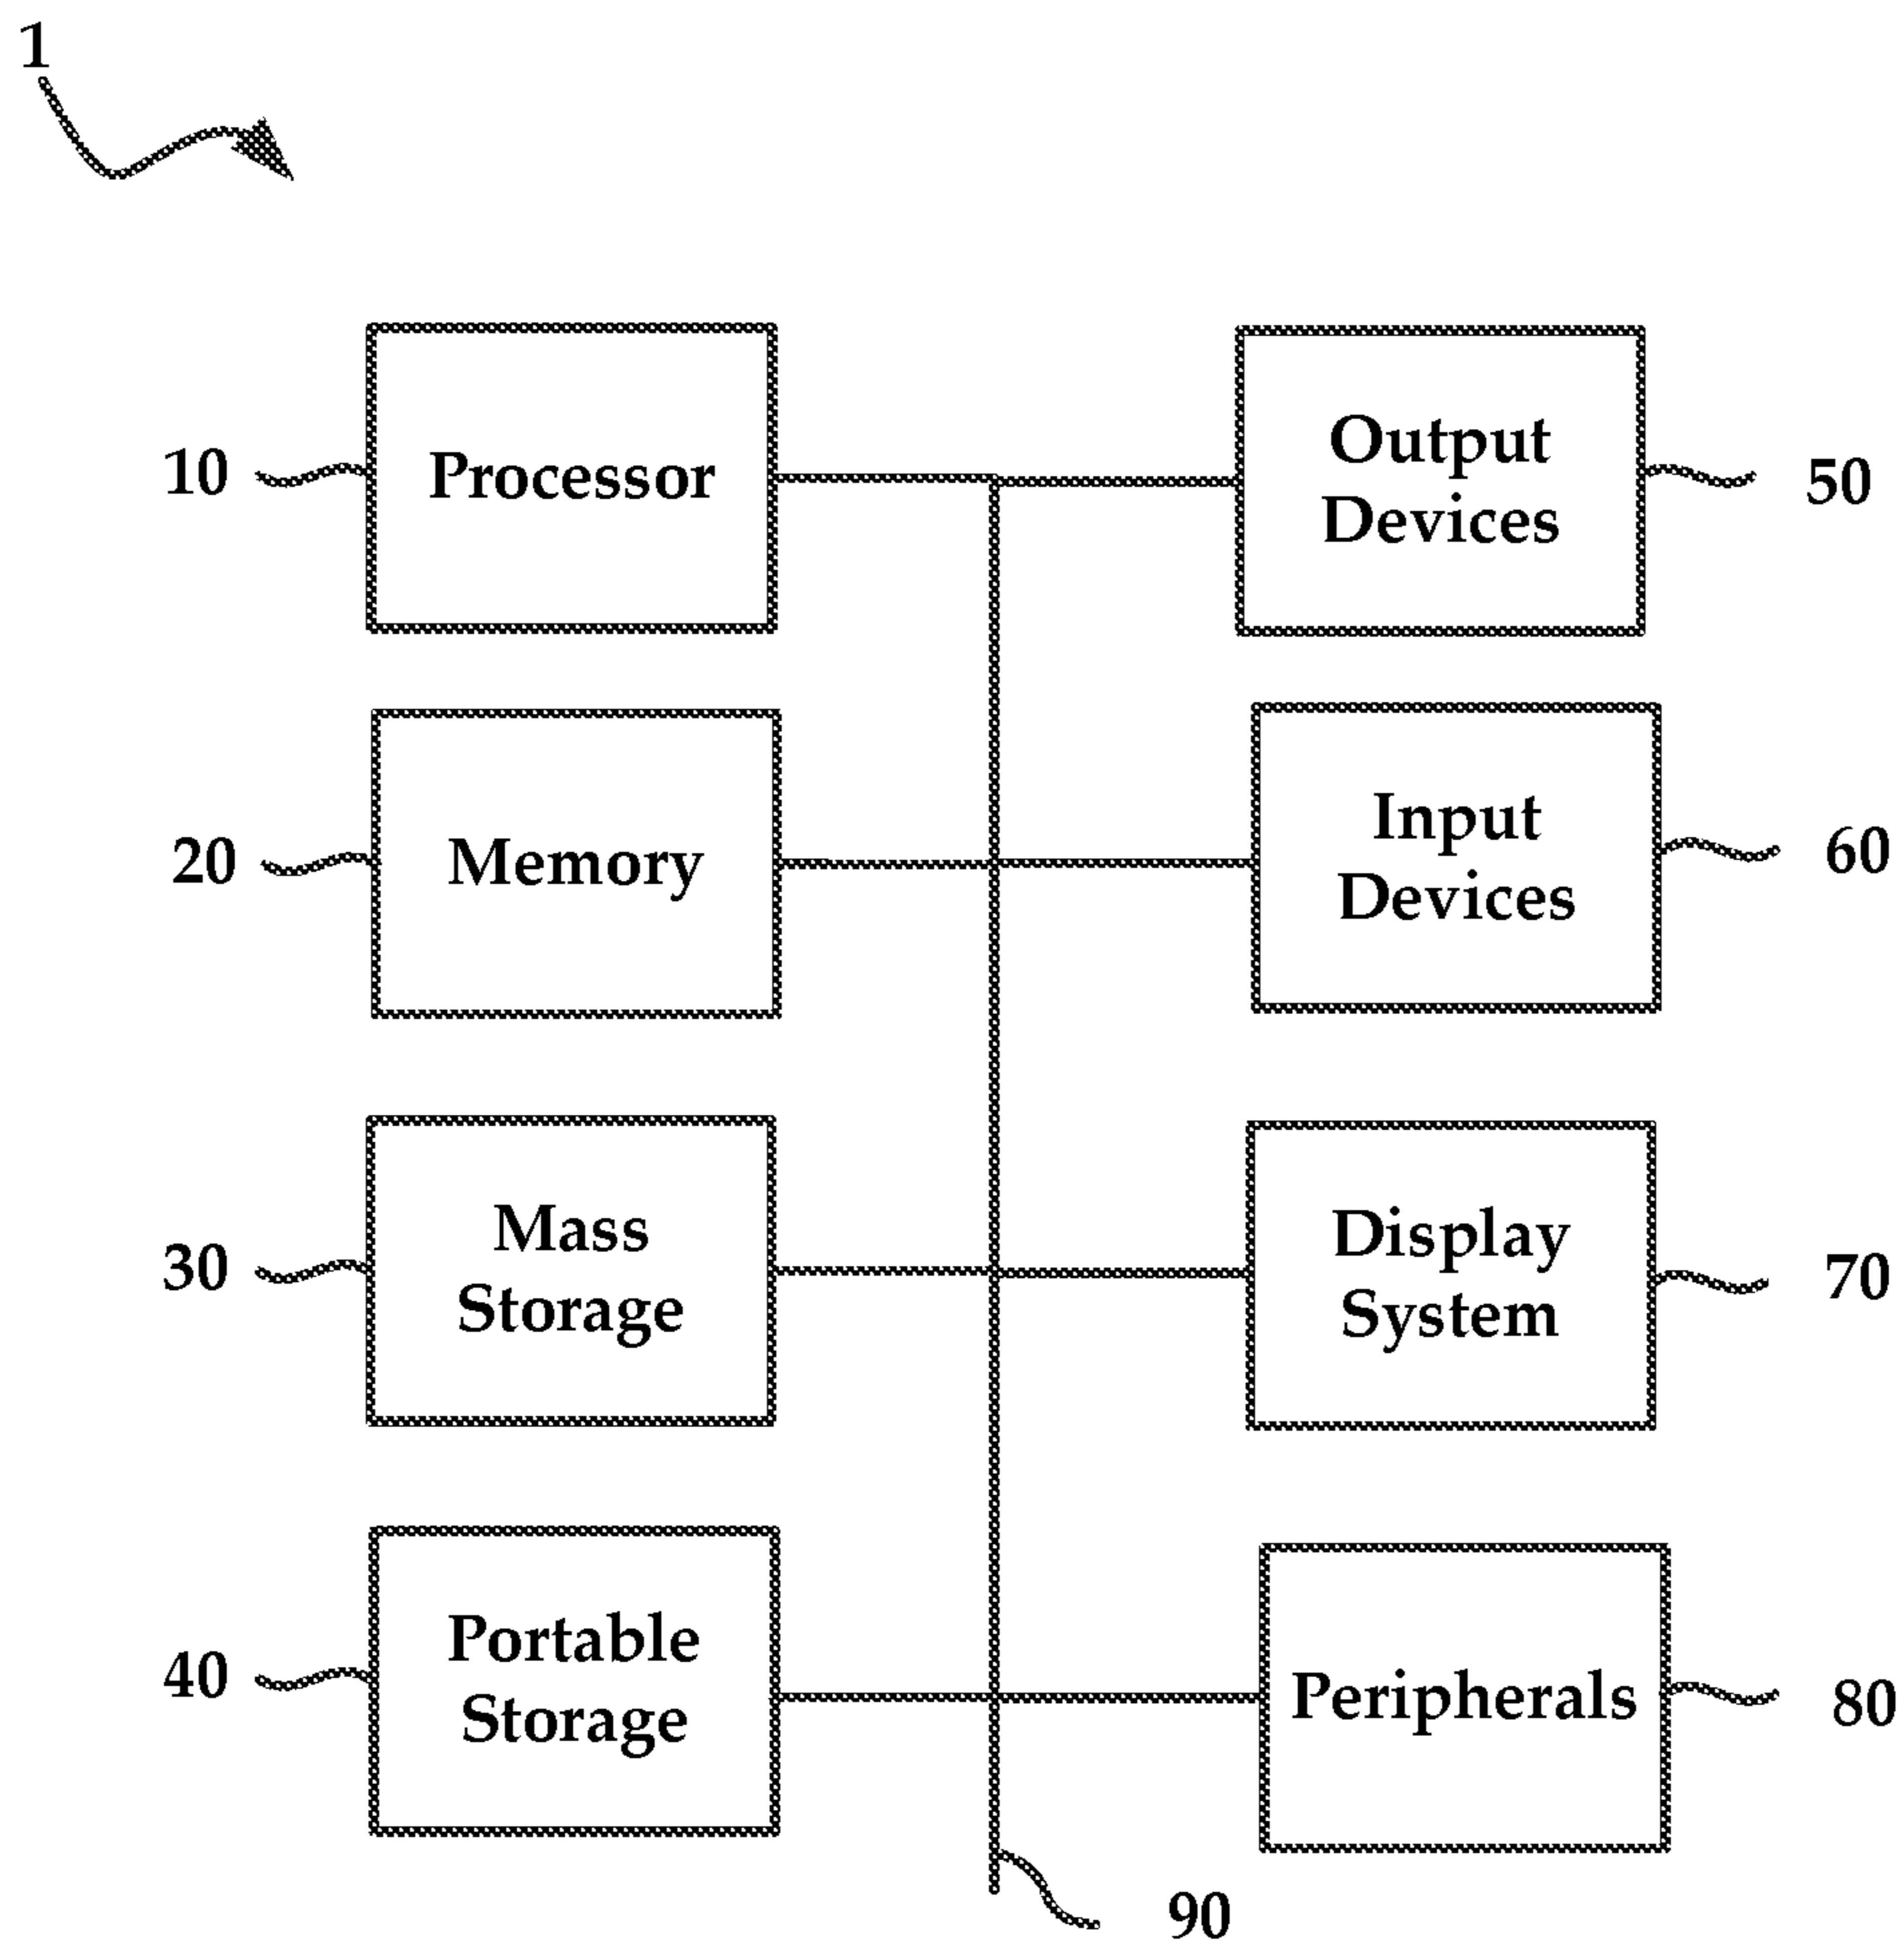 1
10
Processor
Output
Devices
50
20
Memory
Input
Devices
60
30
Mass
Storage
Display
System
70
40
Portable
Storage
Peripherals
80
90